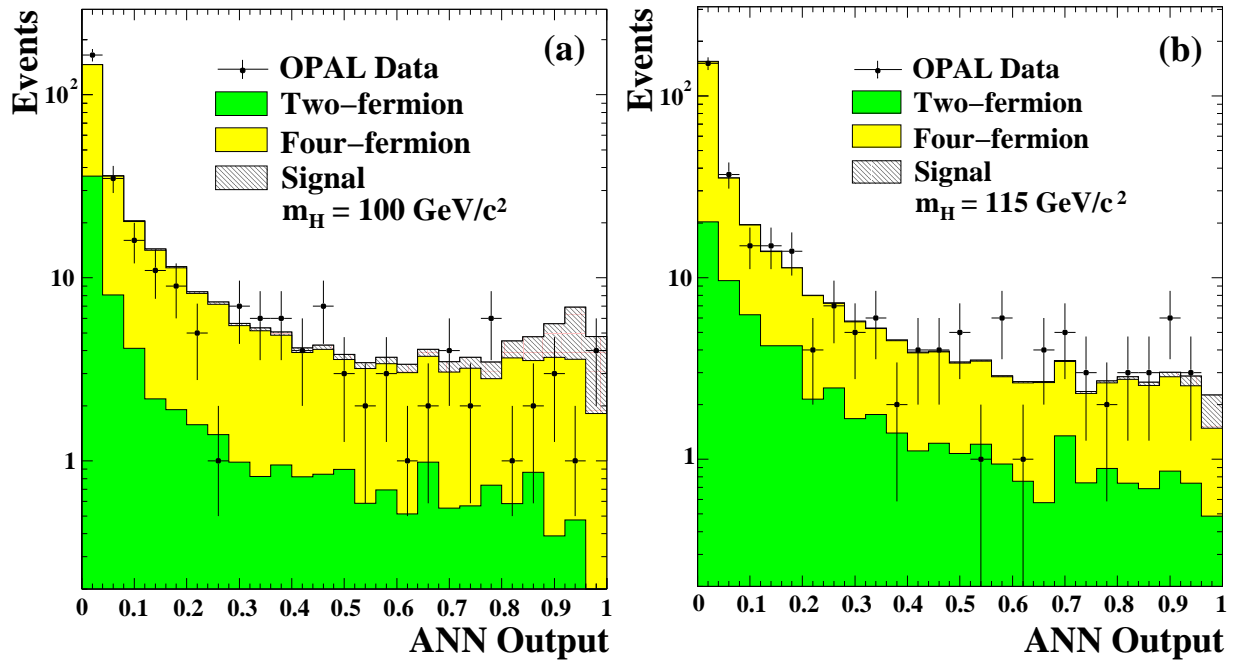 Events
10²
10
1
(a)
OPAL Data
Two-fermion
Four-fermion
Signal
m_H = 100 GeV/c²
0 0.1 0.2 0.3 0.4 0.5 0.6 0.7 0.8 0.9 1
ANN Output
Events
10²
10
1
(b)
OPAL Data
Two-fermion
Four-fermion
Signal
m_H = 115 GeV/c²
0 0.1 0.2 0.3 0.4 0.5 0.6 0.7 0.8 0.9 1
ANN Output